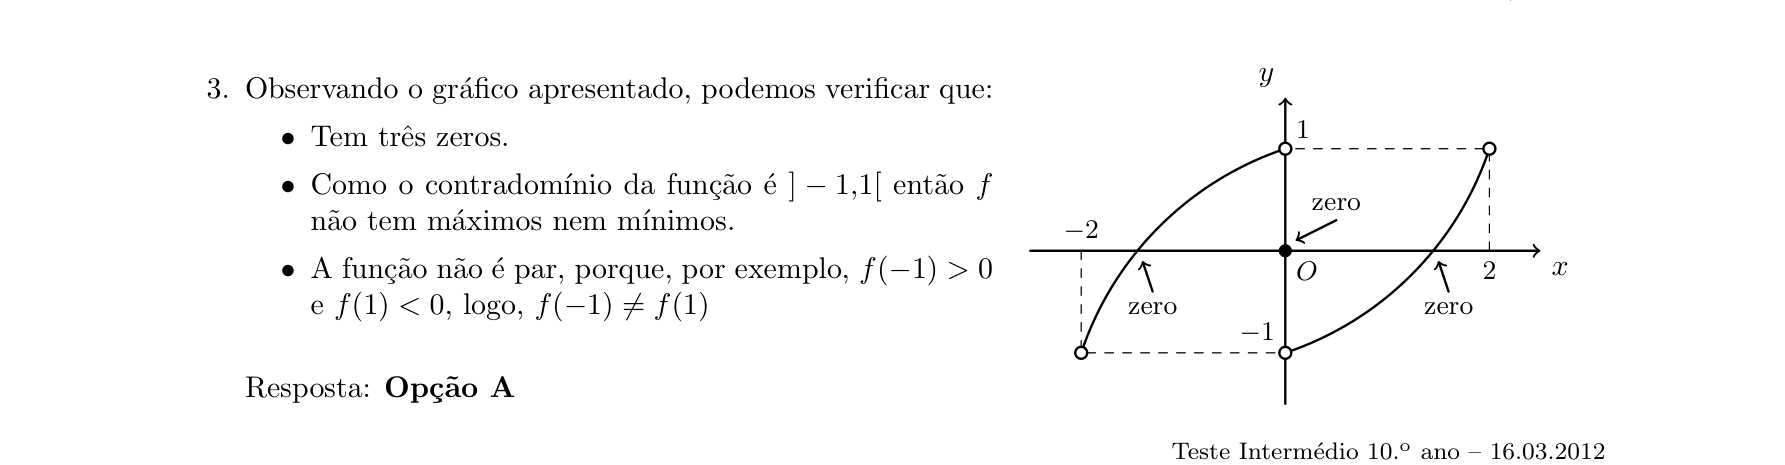 3. Observando o gráfico apresentado, podemos verificar que:
• Tem três zeros.
• Como o contradomínio da função é ] − 1,1[ então f
não tem máximos nem mínimos.
• A função não é par, porque, por exemplo, f(−1) > 0
e f(1) < 0, logo, f(−1) ≠ f(1)
Resposta: Opção A
y
1
zero
−2
O
2
x
zero
zero
−1
Teste Intermédio 10.º ano – 16.03.2012